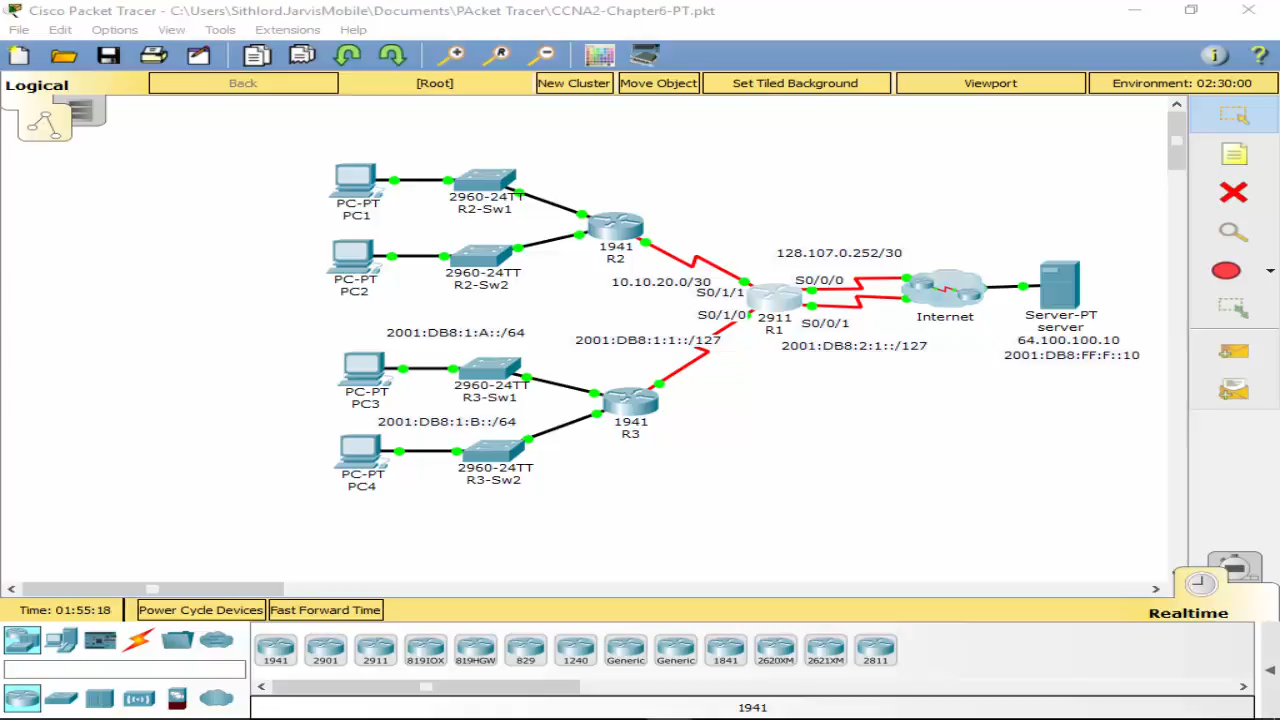 Cisco Packet Tracer - C:\Users\Sithlord.JarvisMobile\Documents\PAcket Tracer\CCNA2-Chapter6-PT.pkt
File Edit Options View Tools Extensions Help
Logical Back [Root] New Cluster Move Object Set Tiled Background Viewport Environment: 02:30:00
PC-PT
PC1
2960-24TT
R2-Sw1
1941
R2
PC-PT
PC2
2960-24TT
R2-Sw2
10.10.20.0/30
128.107.0.252/30
S0/1/1
S0/0/0
S0/1/0
2911
R1
S0/0/1
Internet
Server-PT
server
64.100.100.10
2001:DB8:FF:F::10
2001:DB8:1:A::/64
2001:DB8:1:1::/127
2001:DB8:2:1::/127
PC-PT
PC3
2960-24TT
R3-Sw1
2001:DB8:1:B::/64
1941
R3
PC-PT
PC4
2960-24TT
R3-Sw2
Time: 01:55:18 Power Cycle Devices Fast Forward Time
Realtime
1941 2901 2911 819IOX 819HGW 829 1240 Generic Generic 1841 2620XM 2621XM 2811
1941